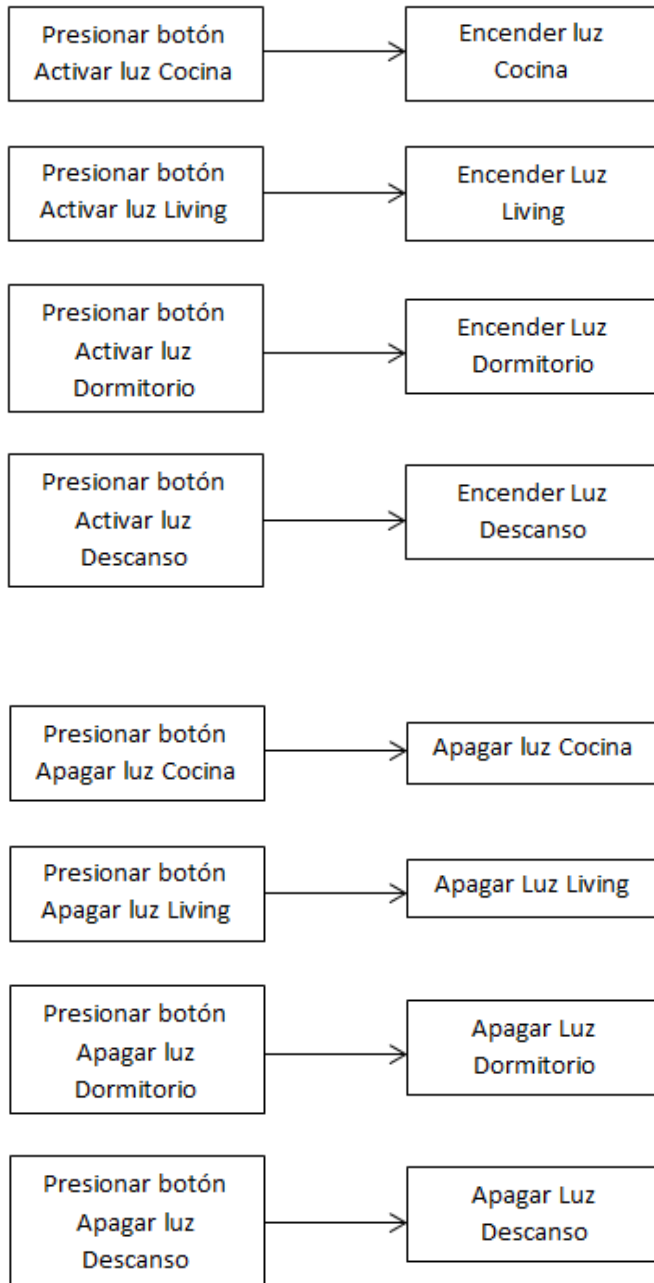 Presionar botón
Activar luz Cocina
Encender luz
Cocina
Presionar botón
Activar luz Living
Encender Luz
Living
Presionar botón
Activar luz
Dormitorio
Encender Luz
Dormitorio
Presionar botón
Activar luz
Descanso
Encender Luz
Descanso
Presionar botón
Apagar luz Cocina
Apagar luz Cocina
Presionar botón
Apagar luz Living
Apagar Luz Living
Presionar botón
Apagar luz
Dormitorio
Apagar Luz
Dormitorio
Presionar botón
Apagar luz
Descanso
Apagar Luz
Descanso